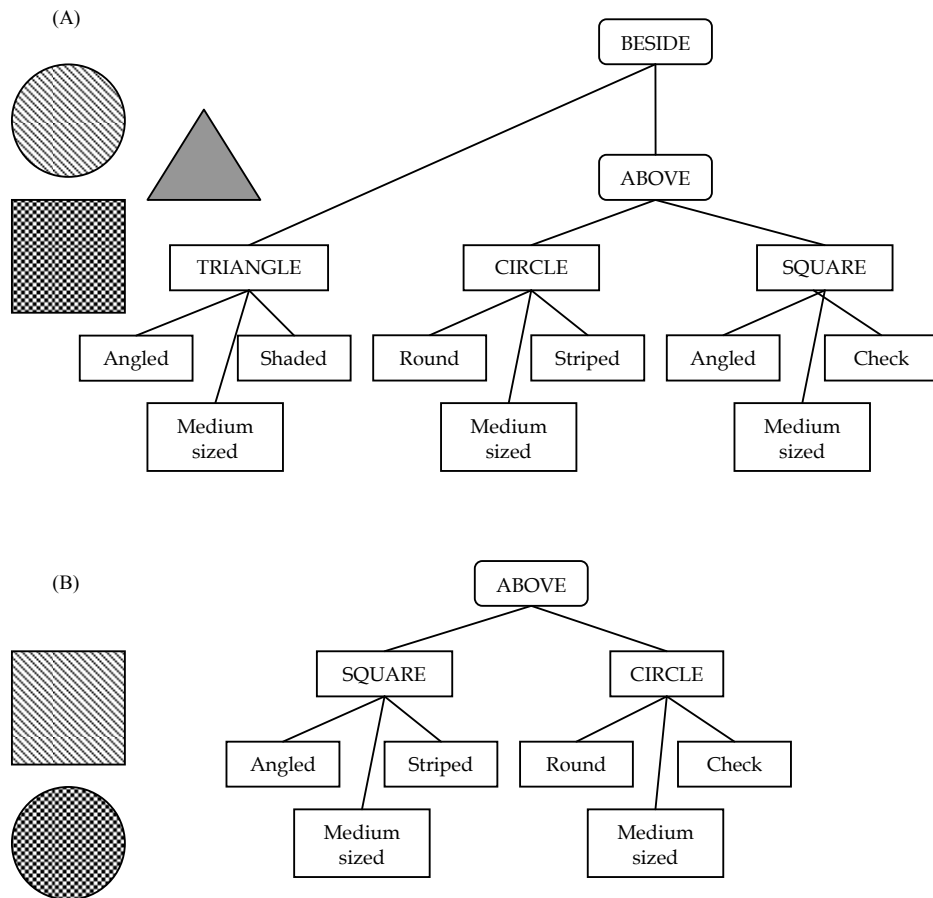 (A)
BESIDE
ABOVE
TRIANGLE
CIRCLE
SQUARE
Angled
Shaded
Round
Striped
Angled
Check
Medium
sized
Medium
sized
Medium
sized
(B)
ABOVE
SQUARE
CIRCLE
Angled
Striped
Round
Check
Medium
sized
Medium
sized